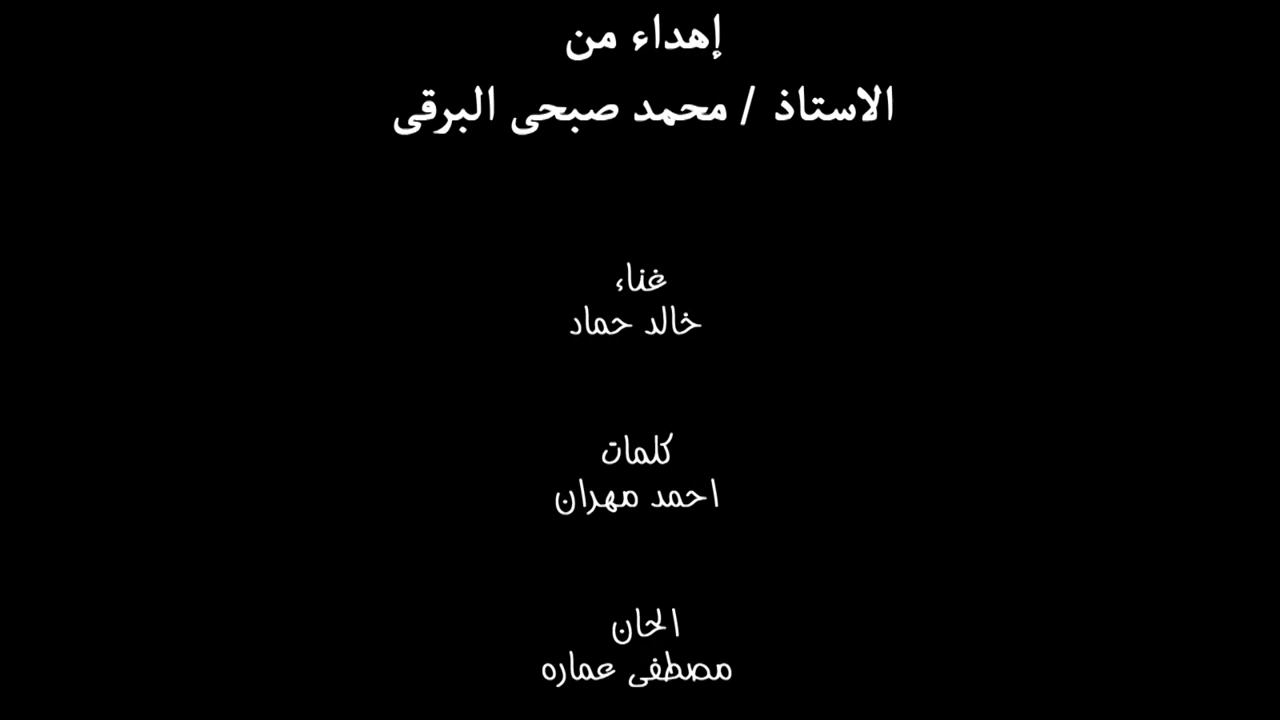 إهداء من
الاستاذ / محمد صبحى البرقى
غناء
خالد حماد
كلمات
احمد مهران
الحان
مصطفى عماره